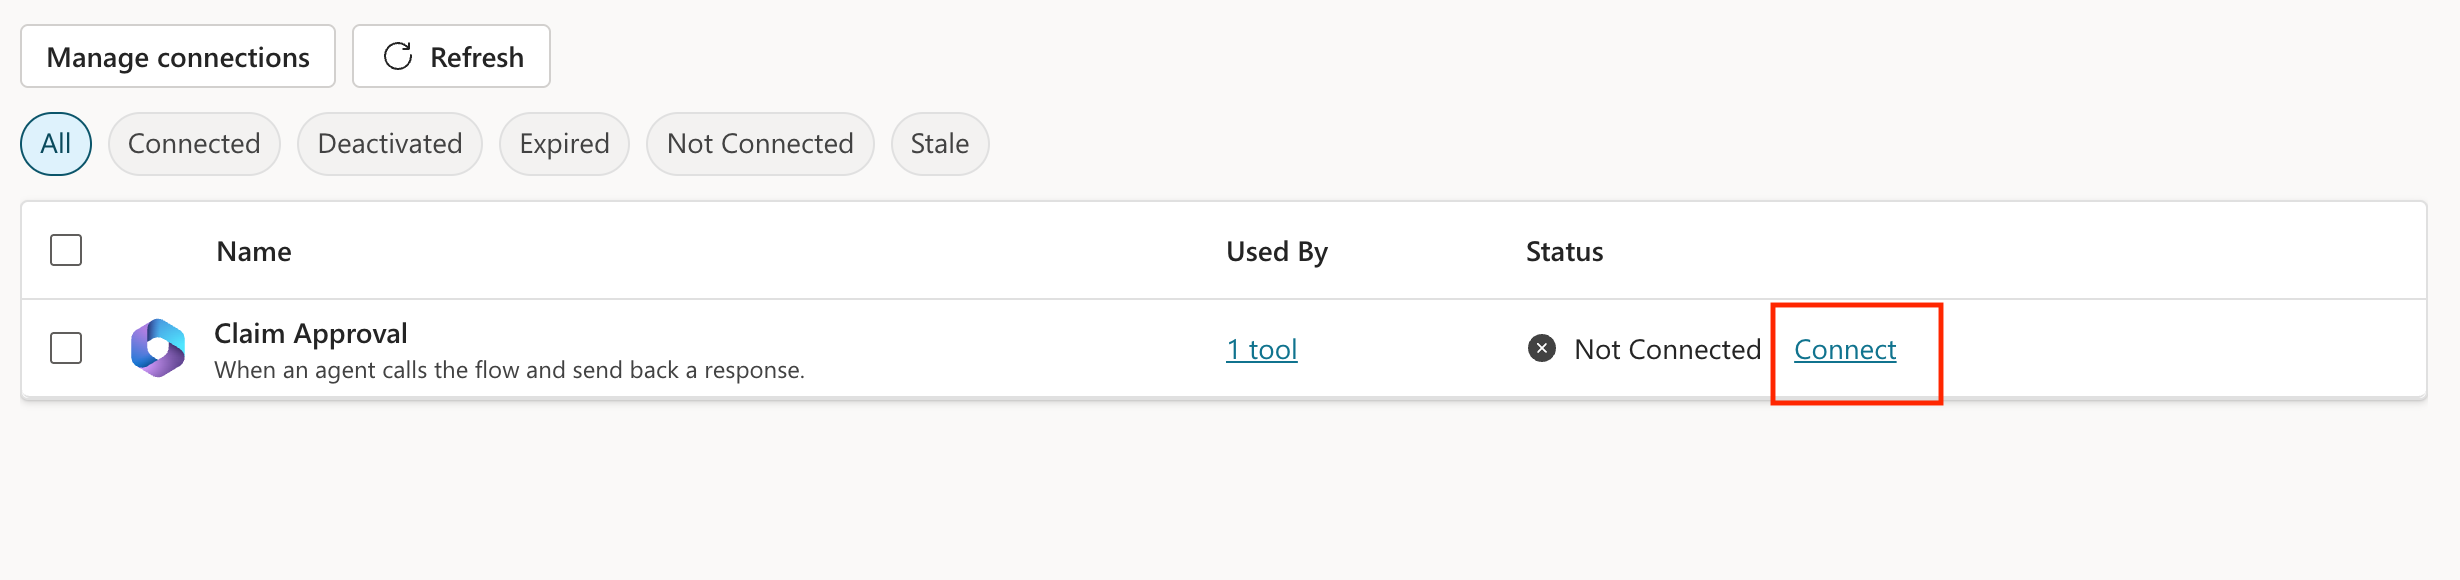 Manage connections Refresh
All Connected Deactivated Expired Not Connected Stale
Name Used By Status
Claim Approval
When an agent calls the flow and send back a response.
1 tool Not Connected Connect